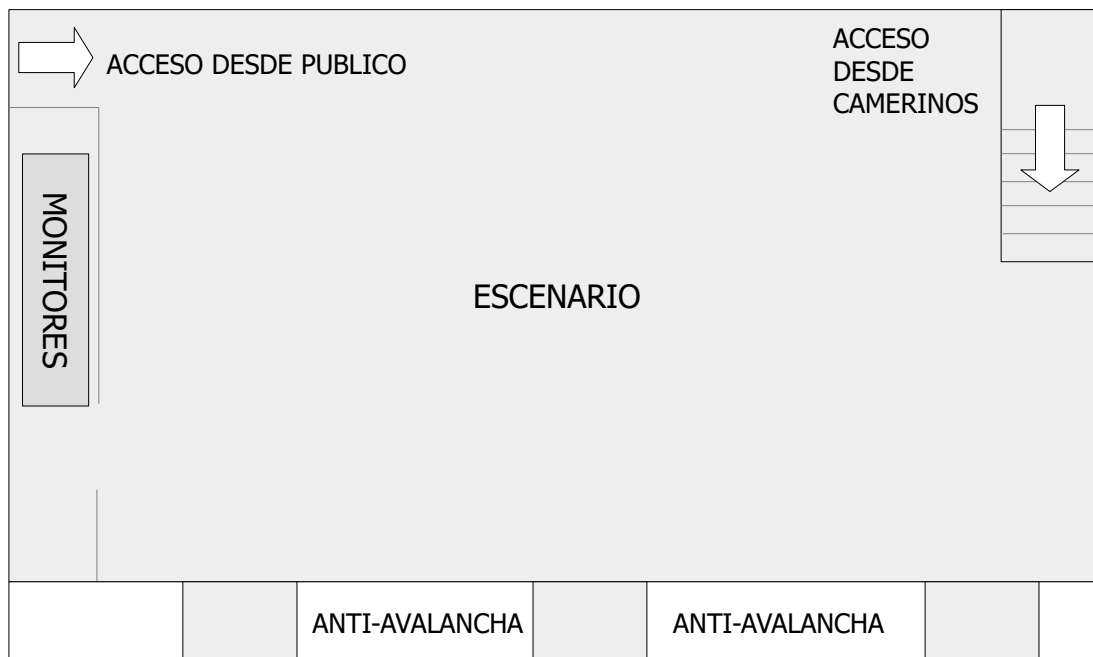 ACCESO DESDE PUBLICO
ACCESO
DESDE
CAMERINOS
MONITORES
ESCENARIO
ANTI-AVALANCHA
ANTI-AVALANCHA